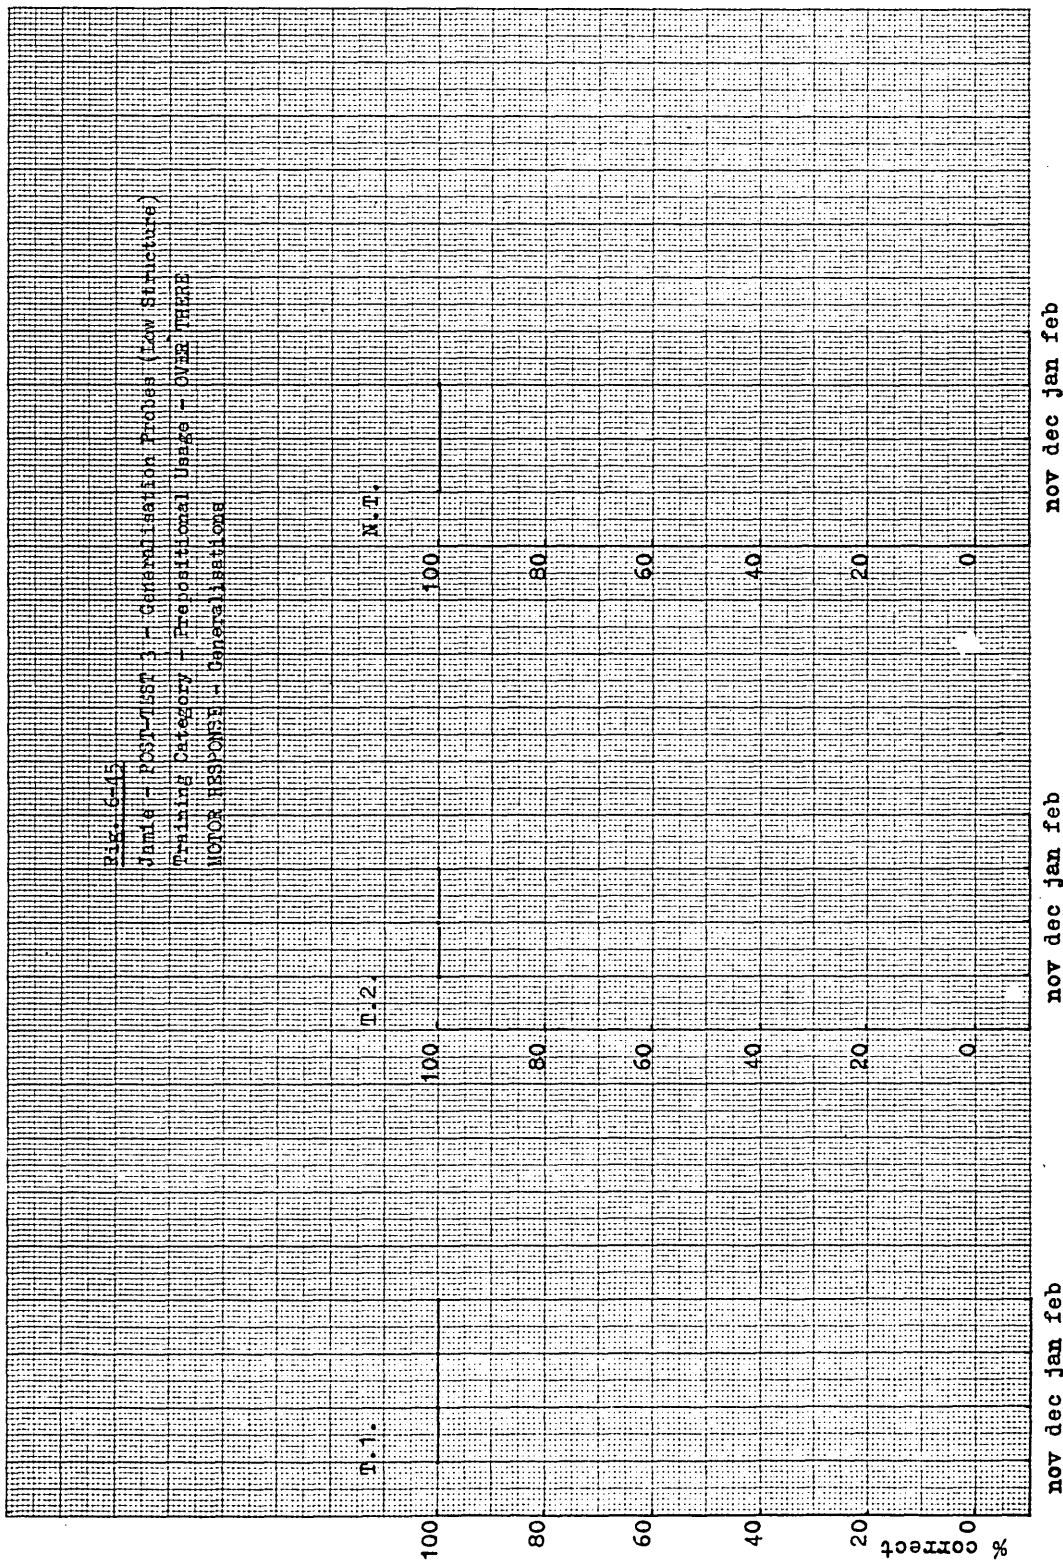 Fig. 6-45
Jamie - POST-TEST 3 - Generalisation Probes (Low Structure)
Training Category - Prepositional Usage - OVER THERE
MOTOR RESPONSE - Generalisations
T.1.
T.2.
N.T.
100
80
60
40
20
0
% correct
nov dec jan feb
100
80
60
40
20
0
nov dec jan feb
100
80
60
40
20
0
nov dec jan feb